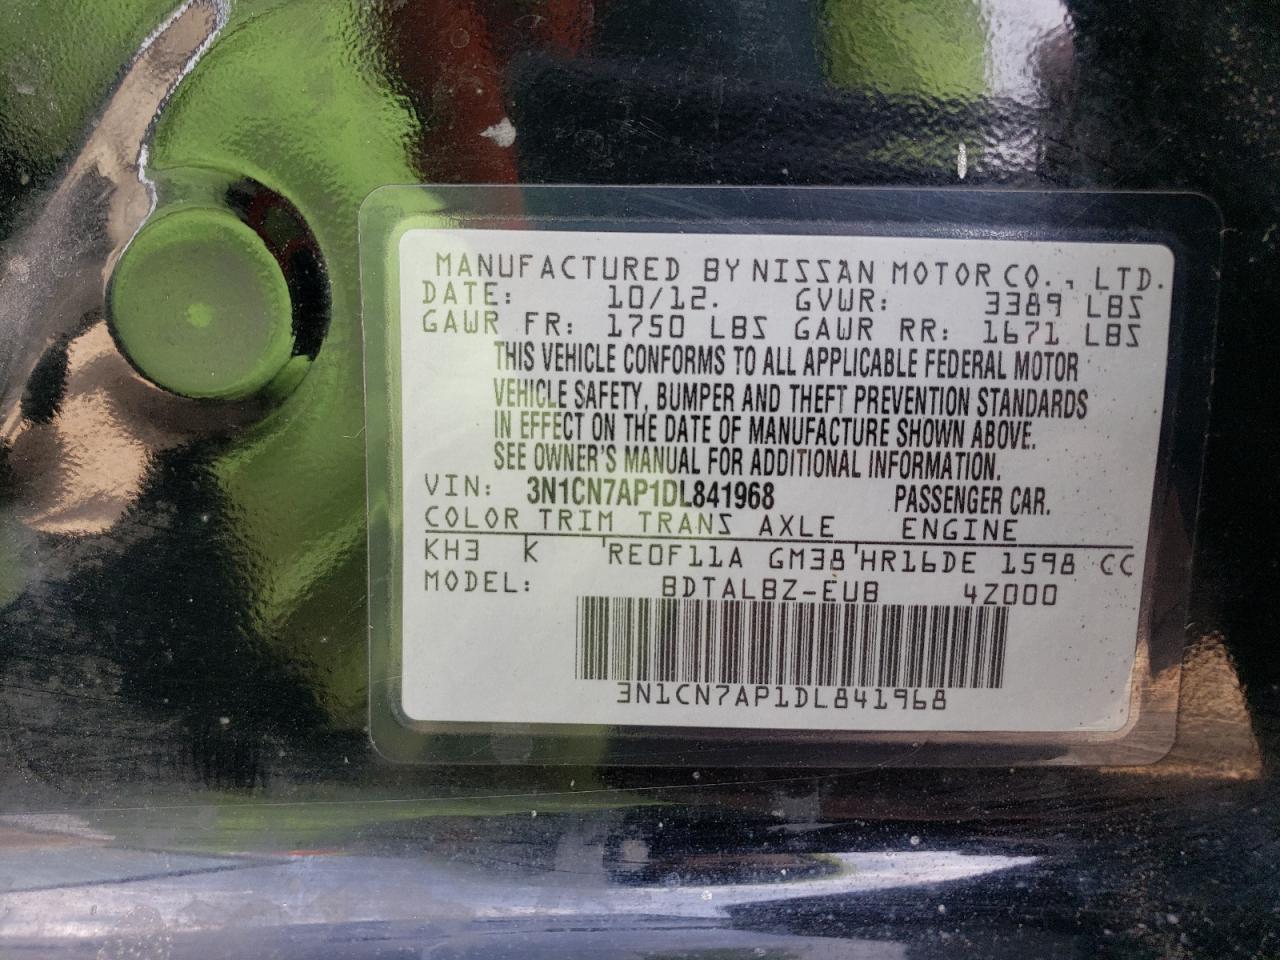 MANUFACTURED BY NISSAN MOTOR CO., LTD.
DATE: 10/12. GVWR: 3389 LBS
GAWR FR: 1750 LBS GAWR RR: 1671 LBS
THIS VEHICLE CONFORMS TO ALL APPLICABLE FEDERAL MOTOR
VEHICLE SAFETY, BUMPER AND THEFT PREVENTION STANDARDS
IN EFFECT ON THE DATE OF MANUFACTURE SHOWN ABOVE.
SEE OWNER'S MANUAL FOR ADDITIONAL INFORMATION.
VIN: 3N1CN7AP1DL841968 PASSENGER CAR.
COLOR TRIM TRANS AXLE ENGINE
KH3 K RE0F11A GM38 HR16DE 1598 CC
MODEL: BDTALBZ-EUB 4Z000
3N1CN7AP1DL841968